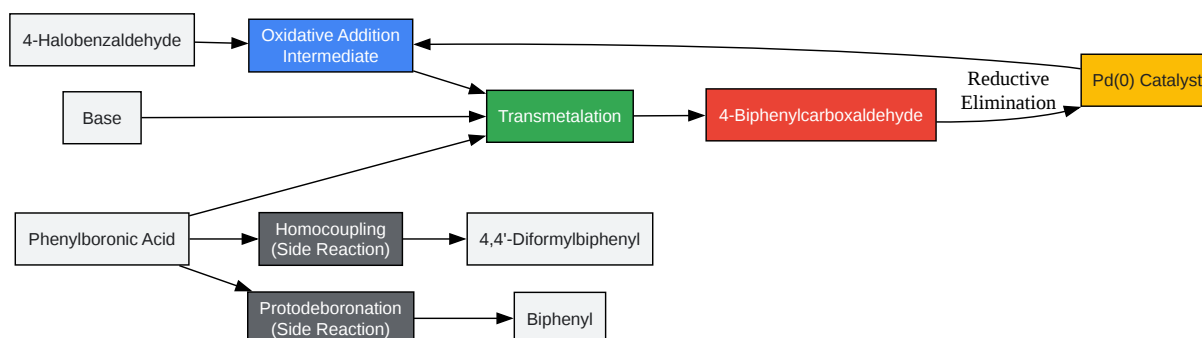 4-Halobenzaldehyde
Oxidative Addition
Intermediate
Base
Transmetalation
4-Biphenylcarboxaldehyde
Reductive
Elimination
Pd(0) Catalyst
Phenylboronic Acid
Homocoupling
(Side Reaction)
4,4'-Diformylbiphenyl
Protodeboronation
(Side Reaction)
Biphenyl